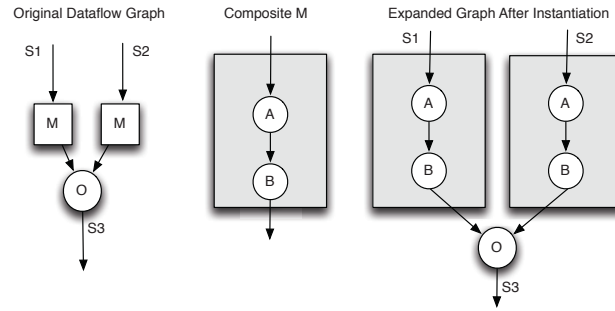 Original Dataflow Graph
S1
S2
M
M
O
S3
Composite M
A
B
Expanded Graph After Instantiation
S1
S2
A
A
B
B
O
S3